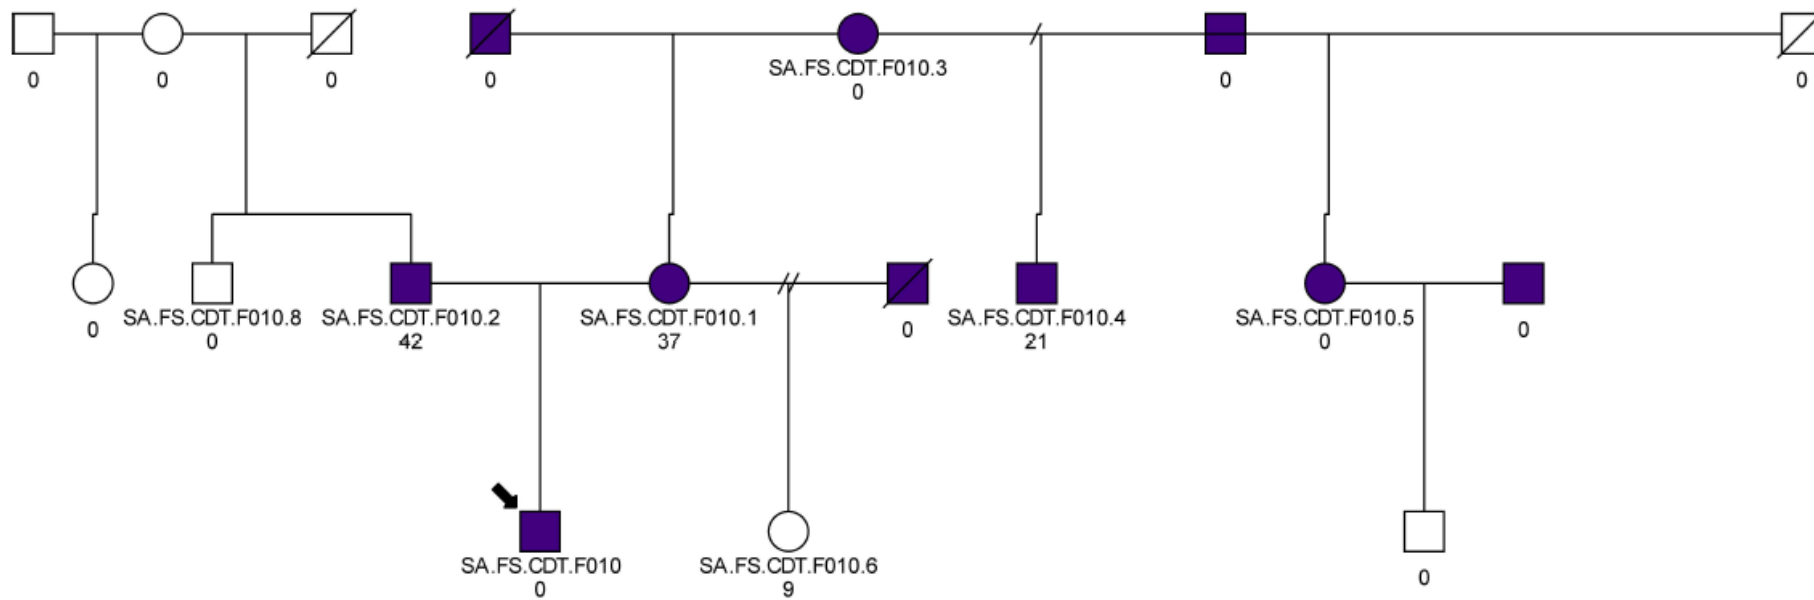 0
0
0
0
SA.FS.CDT.F010.3
0
0
0
0
SA.FS.CDT.F010.8
0
SA.FS.CDT.F010.2
42
SA.FS.CDT.F010.1
37
0
SA.FS.CDT.F010.4
21
SA.FS.CDT.F010.5
0
0
SA.FS.CDT.F010
0
SA.FS.CDT.F010.6
9
0